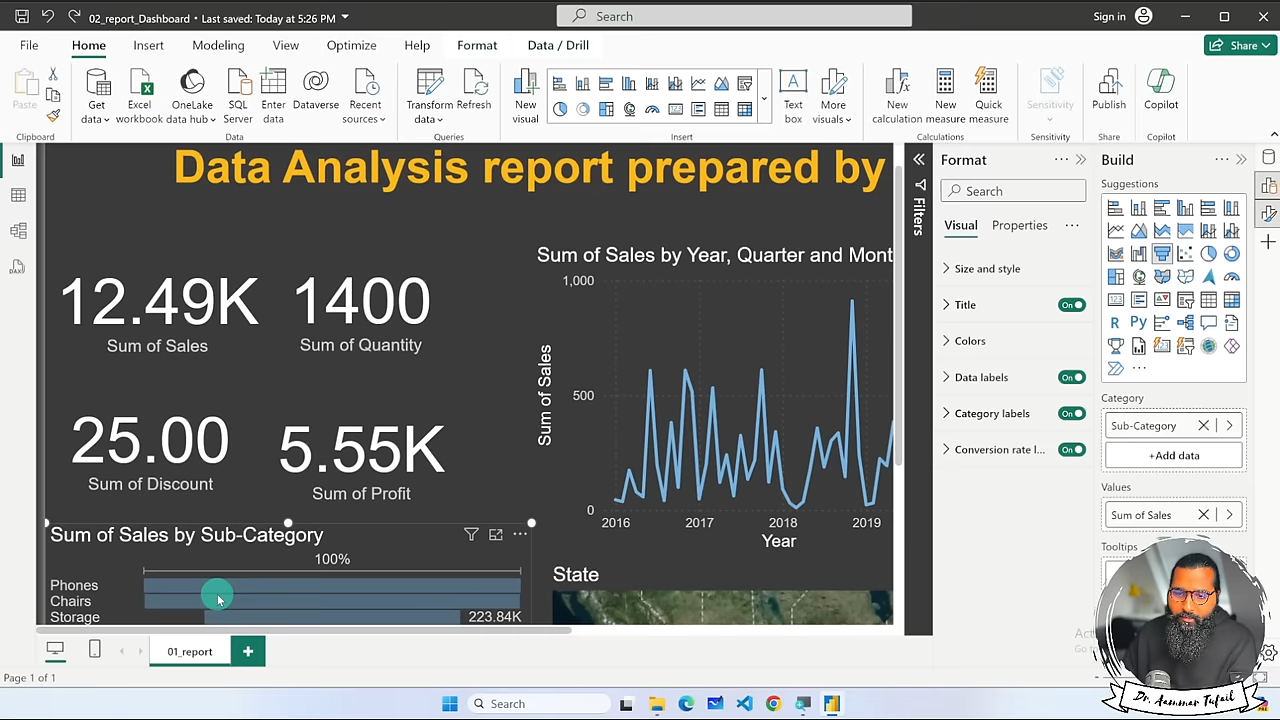 02_report_Dashboard • Last saved: Today at 5:26 PM
Search
Sign in
File
Home
Insert
Modeling
View
Optimize
Help
Format
Data / Drill
Share
Paste
Get data
Excel workbook
OneLake data hub
SQL Server
Enter data
Dataverse
Recent sources
Transform data
Refresh
New visual
Text box
More visuals
New calculation
New measure
Quick measure
Sensitivity
Publish
Copilot
Clipboard
Data
Queries
Insert
Calculations
Sensitivity
Share
Copilot
Data Analysis report prepared by
12.49K
Sum of Sales
1400
Sum of Quantity
25.00
Sum of Discount
5.55K
Sum of Profit
Sum of Sales by Year, Quarter and Mont
1,000
500
0
Sum of Sales
2016
2017
2018
2019
Year
Sum of Sales by Sub-Category
100%
Phones
Chairs
Storage
223.84K
State
Filters
Format
Search
Visual
Properties
Size and style
Title
On
Colors
Data labels
On
Category labels
On
Conversion rate l...
On
Build
Suggestions
R
Py
123
Category
Sub-Category
+Add data
Values
Sum of Sales
Tooltips
01_report
Page 1 of 1
Search
Dr. Aammar Tufail